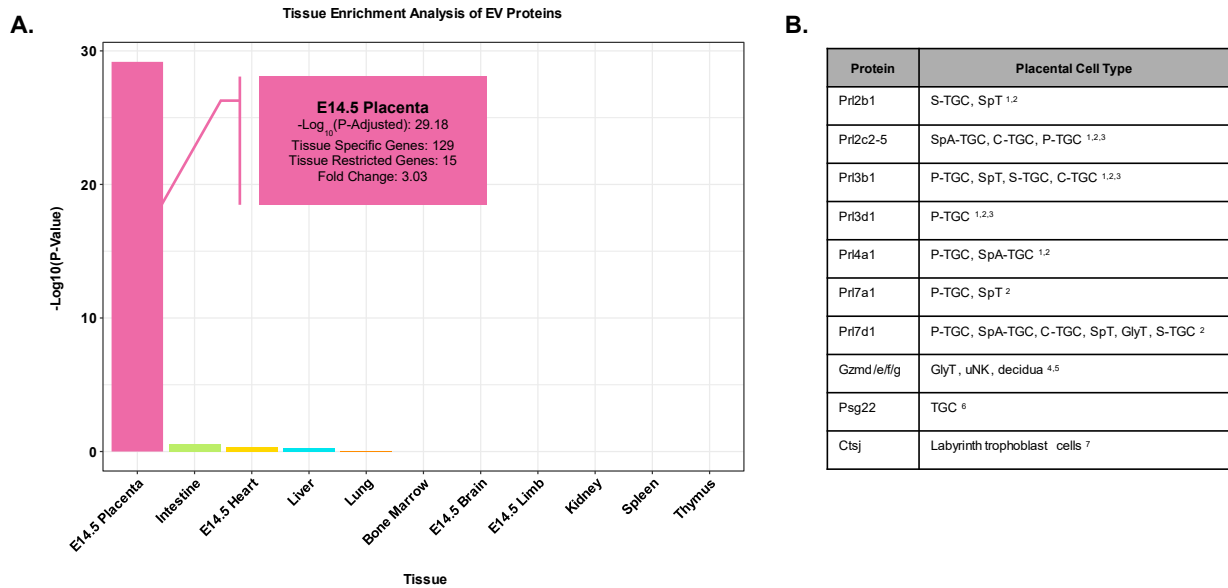 A.
Tissue Enrichment Analysis of EV Proteins
-Log10(P-Value)
30
20
10
0
E14.5 Placenta
-Log10(P-Adjusted): 29.18
Tissue Specific Genes: 129
Tissue Restricted Genes: 15
Fold Change: 3.03
E14.5 Placenta
Intestine
E14.5 Heart
Liver
Lung
Bone Marrow
E14.5 Brain
E14.5 Limb
Kidney
Spleen
Thymus
Tissue
B.
Protein Placental Cell Type
Prl2b1 S-TGC, SpT 1,2
Prl2c2-5 SpA-TGC, C-TGC, P-TGC 1,2,3
Prl3b1 P-TGC, SpT, S-TGC, C-TGC 1,2,3
Prl3d1 P-TGC 1,2,3
Prl4a1 P-TGC, SpA-TGC 1,2
Prl7a1 P-TGC, SpT 2
Prl7d1 P-TGC, SpA-TGC, C-TGC, SpT, GlyT, S-TGC 2
Gzmd/e/f/g GlyT, uNK, decidua 4,5
Psg22 TGC 6
Ctsj Labyrinth trophoblast cells 7